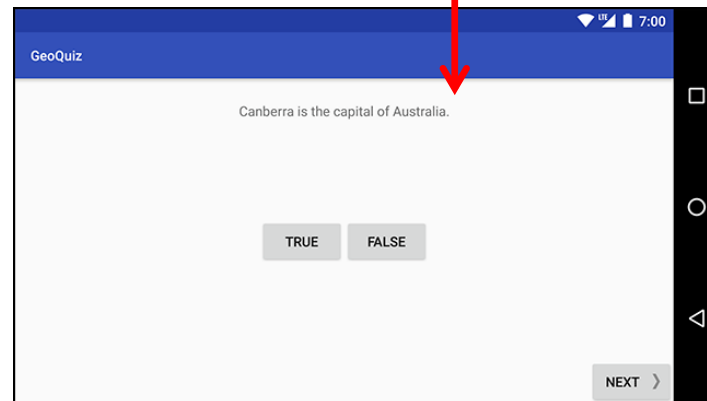 LTE 7:00
GeoQuiz
Canberra is the capital of Australia.
TRUE FALSE
NEXT